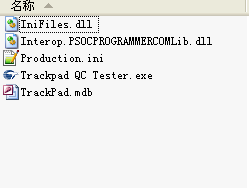 名称
IniFiles.dll
Interop.PSOCPROGRAMMERCOMLib.dll
Production.ini
Trackpad QC Tester.exe
TrackPad.mdb